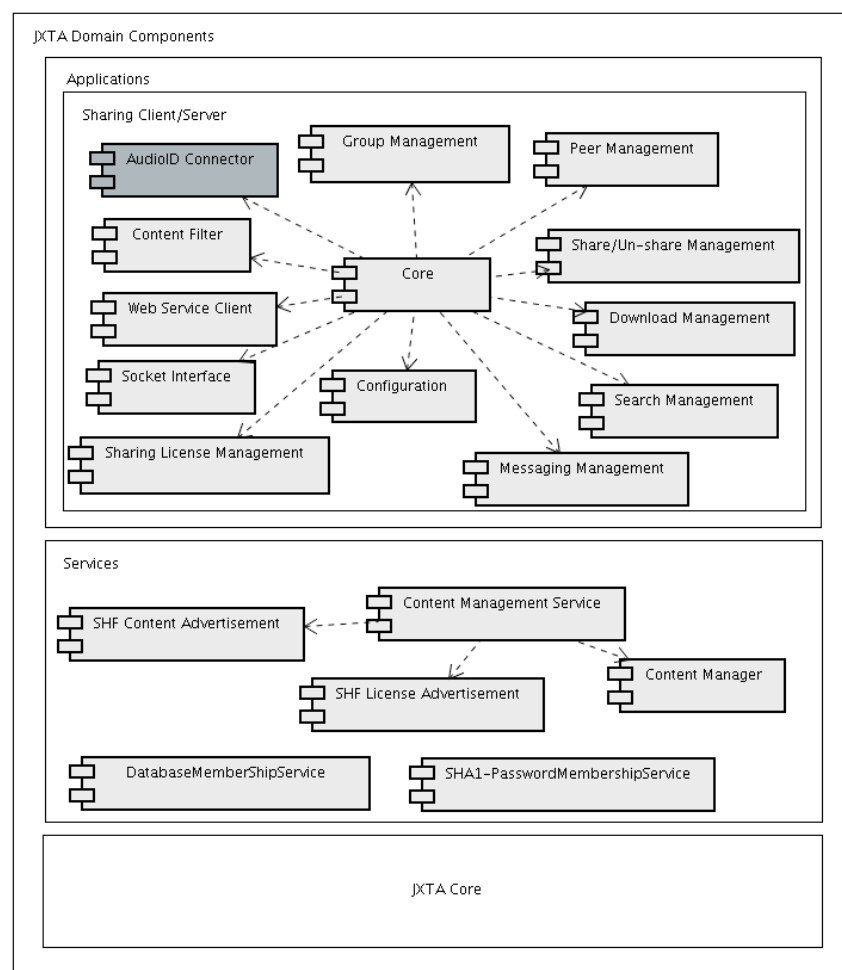 JXTA Domain Components
Applications
Sharing Client/Server
Group Management
Peer Management
AudioID Connector
Content Filter
Share/Un-share Management
Core
Web Service Client
Download Management
Socket Interface
Configuration
Search Management
Sharing License Management
Messaging Management
Services
Content Management Service
SHF Content Advertisement
Content Manager
SHF License Advertisement
DatabaseMemberShipService
SHA1-PasswordMembershipService
JXTA Core